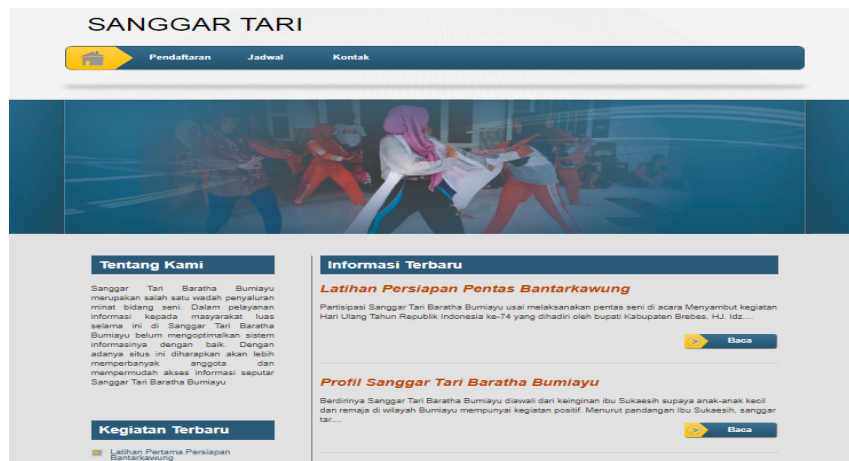 SANGGAR TARI
Pendaftaran Jadwal Kontak
Tentang Kami
Sanggar Tari Baratha Bumiayu
merupakan salah satu wadah penyaluran
minat bidang seni. Dalam pelayanan
informasi kepada masyarakat luas
selama ini di Sanggar Tari Baratha
Bumiayu belum mengoptimalkan sistem
informasinya dengan baik. Dengan
adanya situs ini diharapkan akan lebih
memperbanyak anggota dan
mempermudah akses informasi seputar
Sanggar Tari Baratha Bumiayu
Kegiatan Terbaru
Latihan Pertama Persiapan
Bantarkawung
Informasi Terbaru
Latihan Persiapan Pentas Bantarkawung
Partisipasi Sanggar Tari Baratha Bumiayu usai melaksanakan pentas seni di acara Menyambut kegiatan
Hari Ulang Tahun Republik Indonesia ke-74 yang dihadiri oleh bupati Kabupaten Brebes, HJ. Idz....
Baca
Profil Sanggar Tari Baratha Bumiayu
Berdirinya Sanggar Tari Baratha Bumiayu diawali dari keinginan ibu Sukaesih supaya anak-anak kecil
dan remaja di wilayah Bumiayu mempunyai kegiatan positif. Menurut pandangan Ibu Sukaesih, sanggar
tar....
Baca